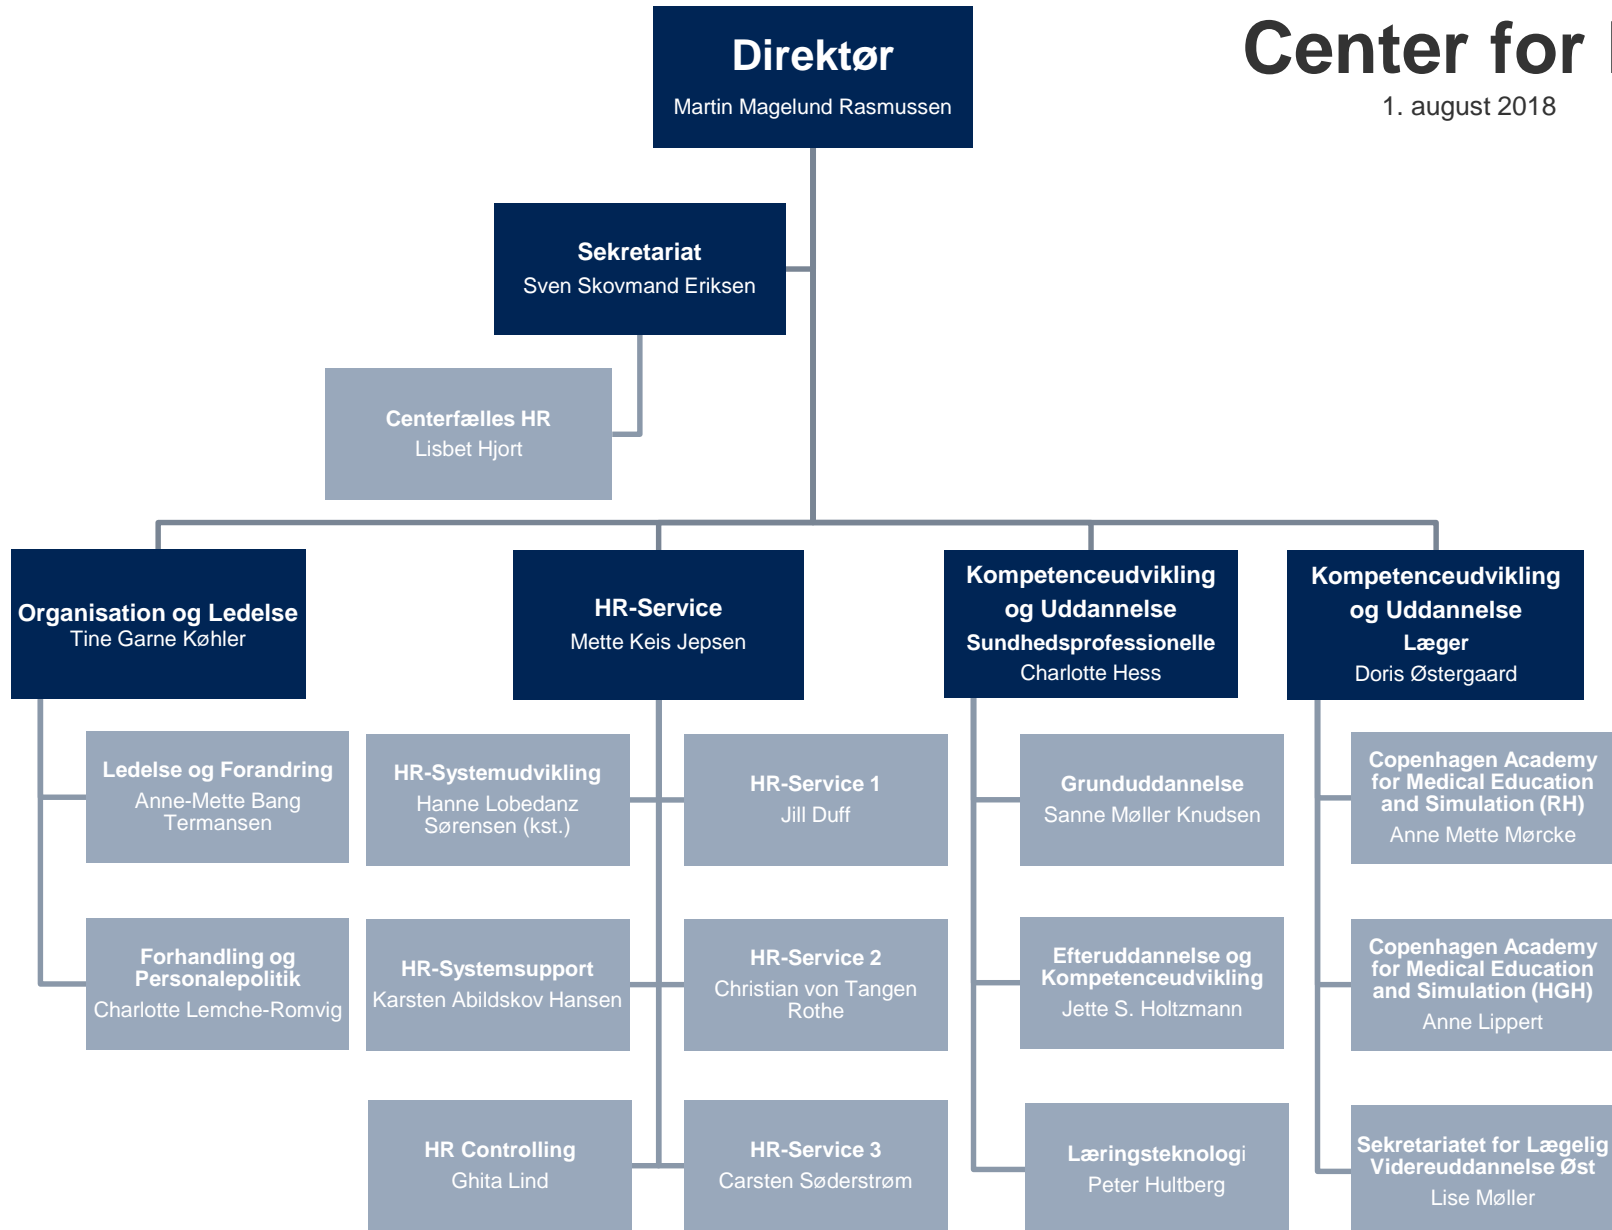 Direktør
Martin Magelund Rasmussen
Center for
1. august 2018
Sekretariat
Sven Skovmand Eriksen
Centerfælles HR
Lisbet Hjort
Organisation og Ledelse
Tine Garne Køhler
HR-Service
Mette Keis Jepsen
Kompetenceudvikling
og Uddannelse
Sundhedsprofessionelle
Charlotte Hess
Kompetenceudvikling
og Uddannelse
Læger
Doris Østergaard
Ledelse og Forandring
Anne-Mette Bang
Termansen
HR-Systemudvikling
Hanne Lobedanz
Sørensen (kst.)
HR-Service 1
Jill Duff
Grunduddannelse
Sanne Møller Knudsen
Copenhagen Academy
for Medical Education
and Simulation (RH)
Anne Mette Mørcke
Forhandling og
Personalepolitik
Charlotte Lemche-Romvig
HR-Systemsupport
Karsten Abildskov Hansen
HR-Service 2
Christian von Tangen
Rothe
Efteruddannelse og
Kompetenceudvikling
Jette S. Holtzmann
Copenhagen Academy
for Medical Education
and Simulation (HGH)
Anne Lippert
HR Controlling
Ghita Lind
HR-Service 3
Carsten Søderstrøm
Læringsteknologi
Peter Hultberg
Sekretariatet for Lægelig
Videreuddannelse Øst
Lise Møller